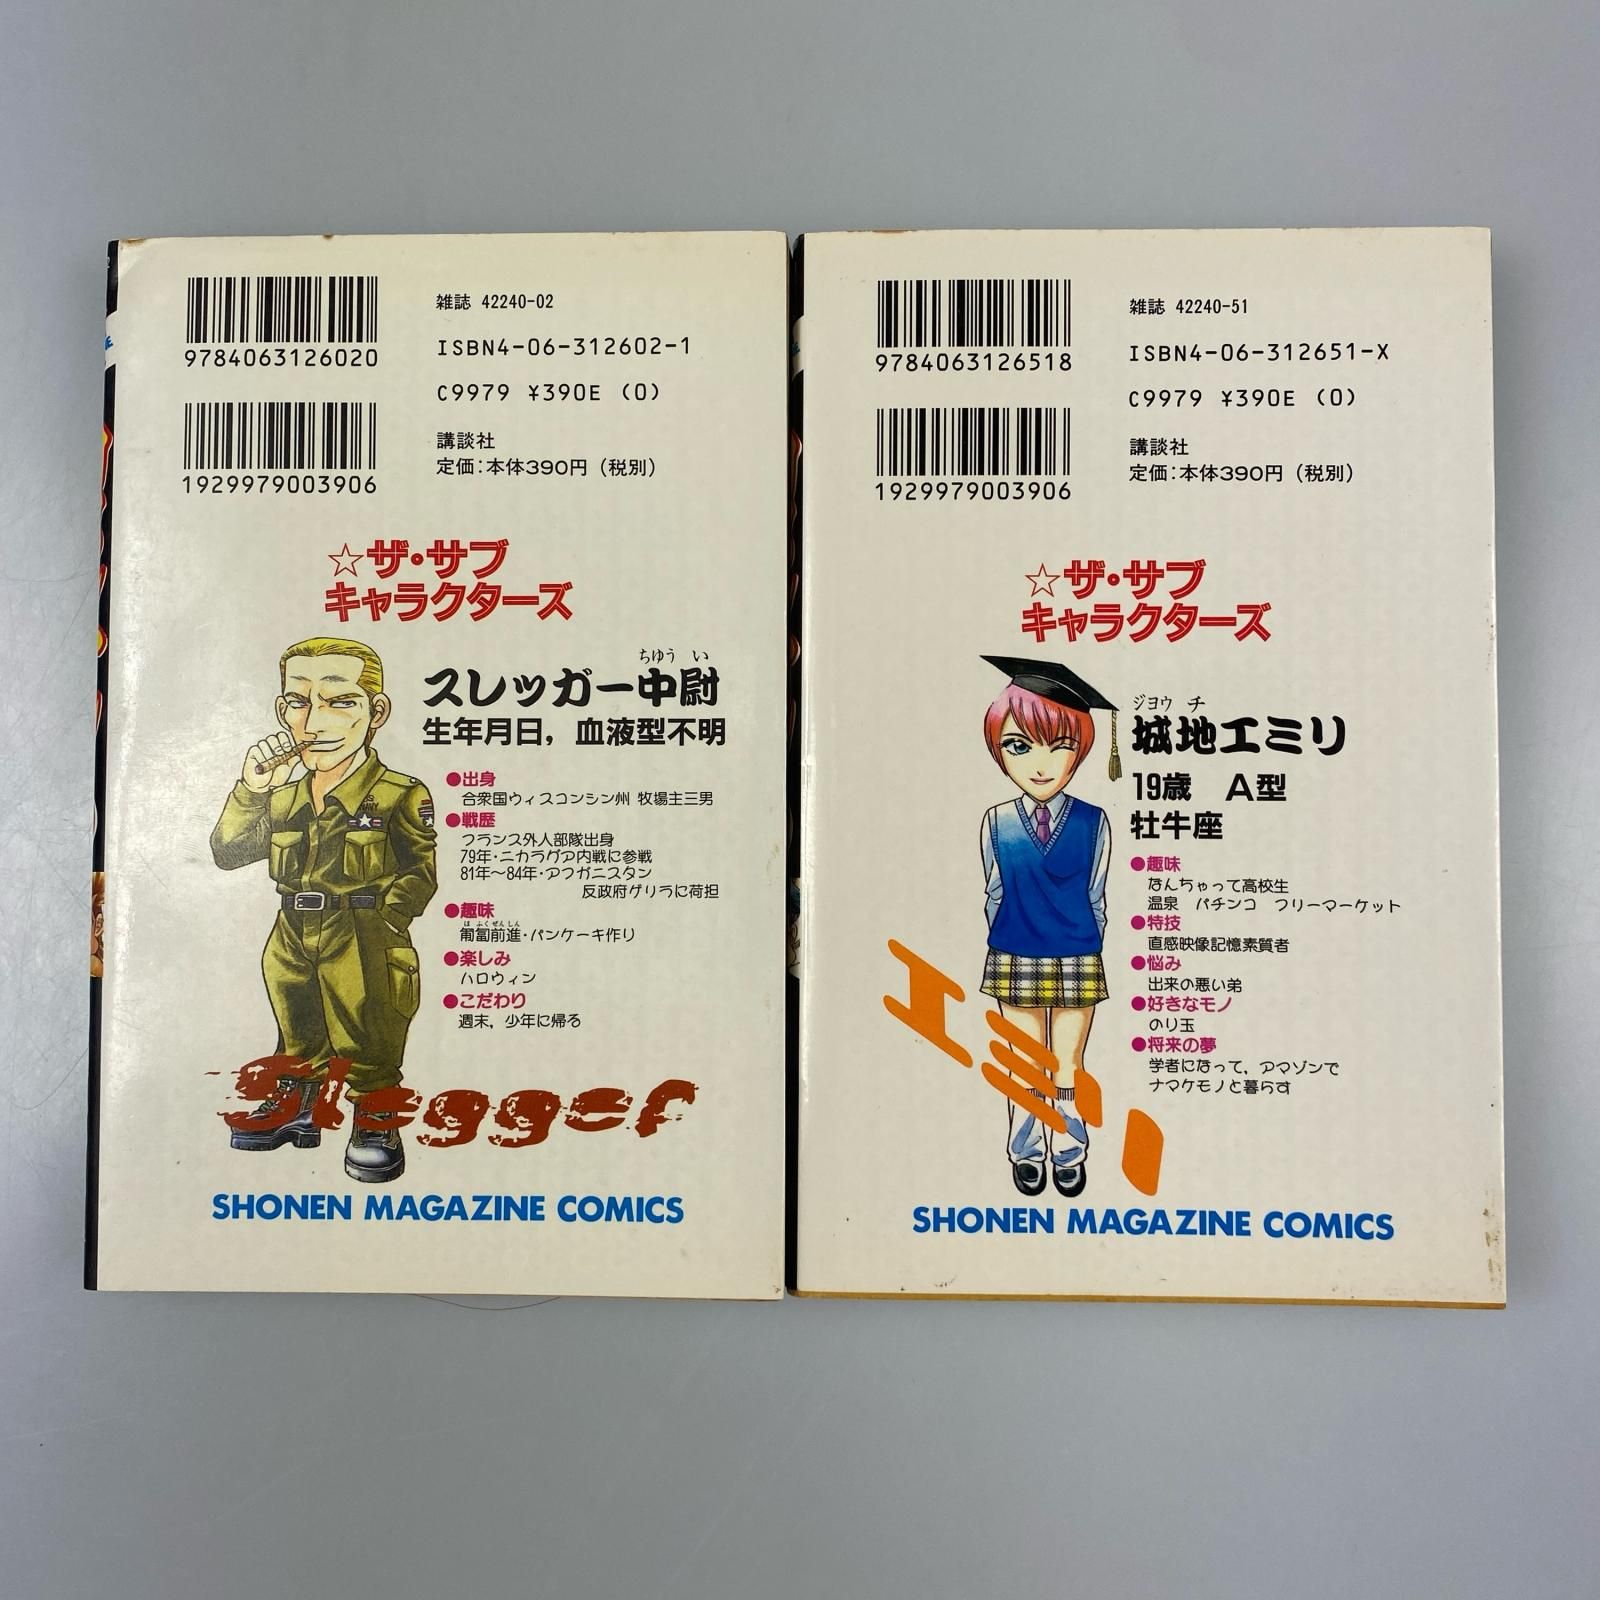 9784063126020
雑誌 42240-02
ISBN4-06-312602-1
C9979 ¥390E (0)
1929979003906
講談社
定価:本体390円(税別)
☆ザ・サブ
キャラクターズ
ちゆう い
スレッガー中尉
生年月日,血液型不明
●出身
合衆国ウィスコンシン州 牧場主三男
●戦歴
フランス外人部隊出身
79年・ニカラグア内戦に参戦
81年〜84年・アフガニスタン
反政府ゲリラに荷担
●趣味
ほ ふくぜんしん
匍匐前進・パンケーキ作り
●楽しみ
ハロウィン
●こだわり
週末,少年に帰る
Slegger
SHONEN MAGAZINE COMICS
9784063126518
雑誌 42240-51
ISBN4-06-312651-X
C9979 ¥390E (0)
1929979003906
講談社
定価:本体390円(税別)
☆ザ・サブ
キャラクターズ
ジヨウ チ
城地エミリ
19歳 A型
牡牛座
●趣味
なんちゃって高校生
温泉 パチンコ フリーマーケット
●特技
直感映像記憶素質者
●悩み
出来の悪い弟
●好きなモノ
のり玉
●将来の夢
学者になって,アマゾンで
ナマケモノと暮らす
エミリ
SHONEN MAGAZINE COMICS